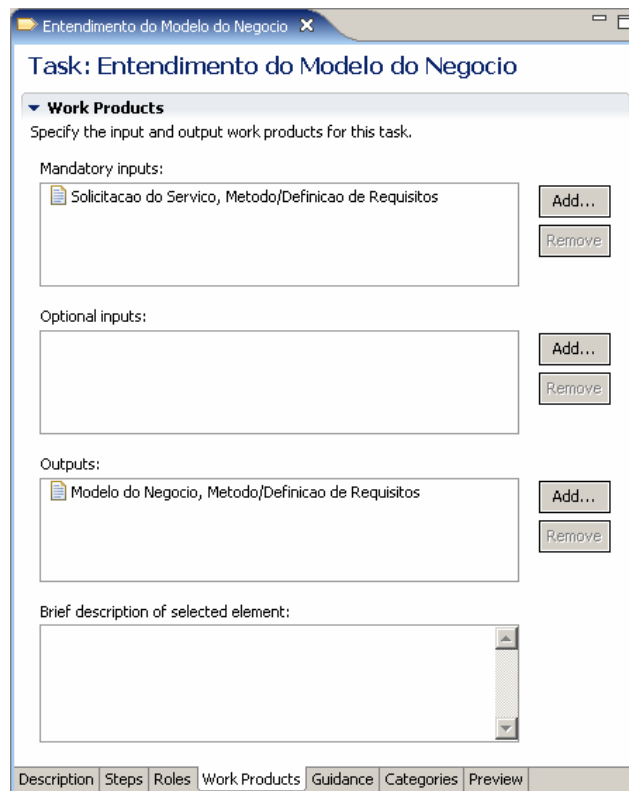 Entendimento do Modelo do Negocio
Task: Entendimento do Modelo do Negocio
Work Products
Specify the input and output work products for this task.
Mandatory inputs:
Solicitacao do Servico, Metodo/Definicao de Requisitos
Add...
Remove
Optional inputs:
Add...
Remove
Outputs:
Modelo do Negocio, Metodo/Definicao de Requisitos
Add...
Remove
Brief description of selected element:
Description Steps Roles Work Products Guidance Categories Preview